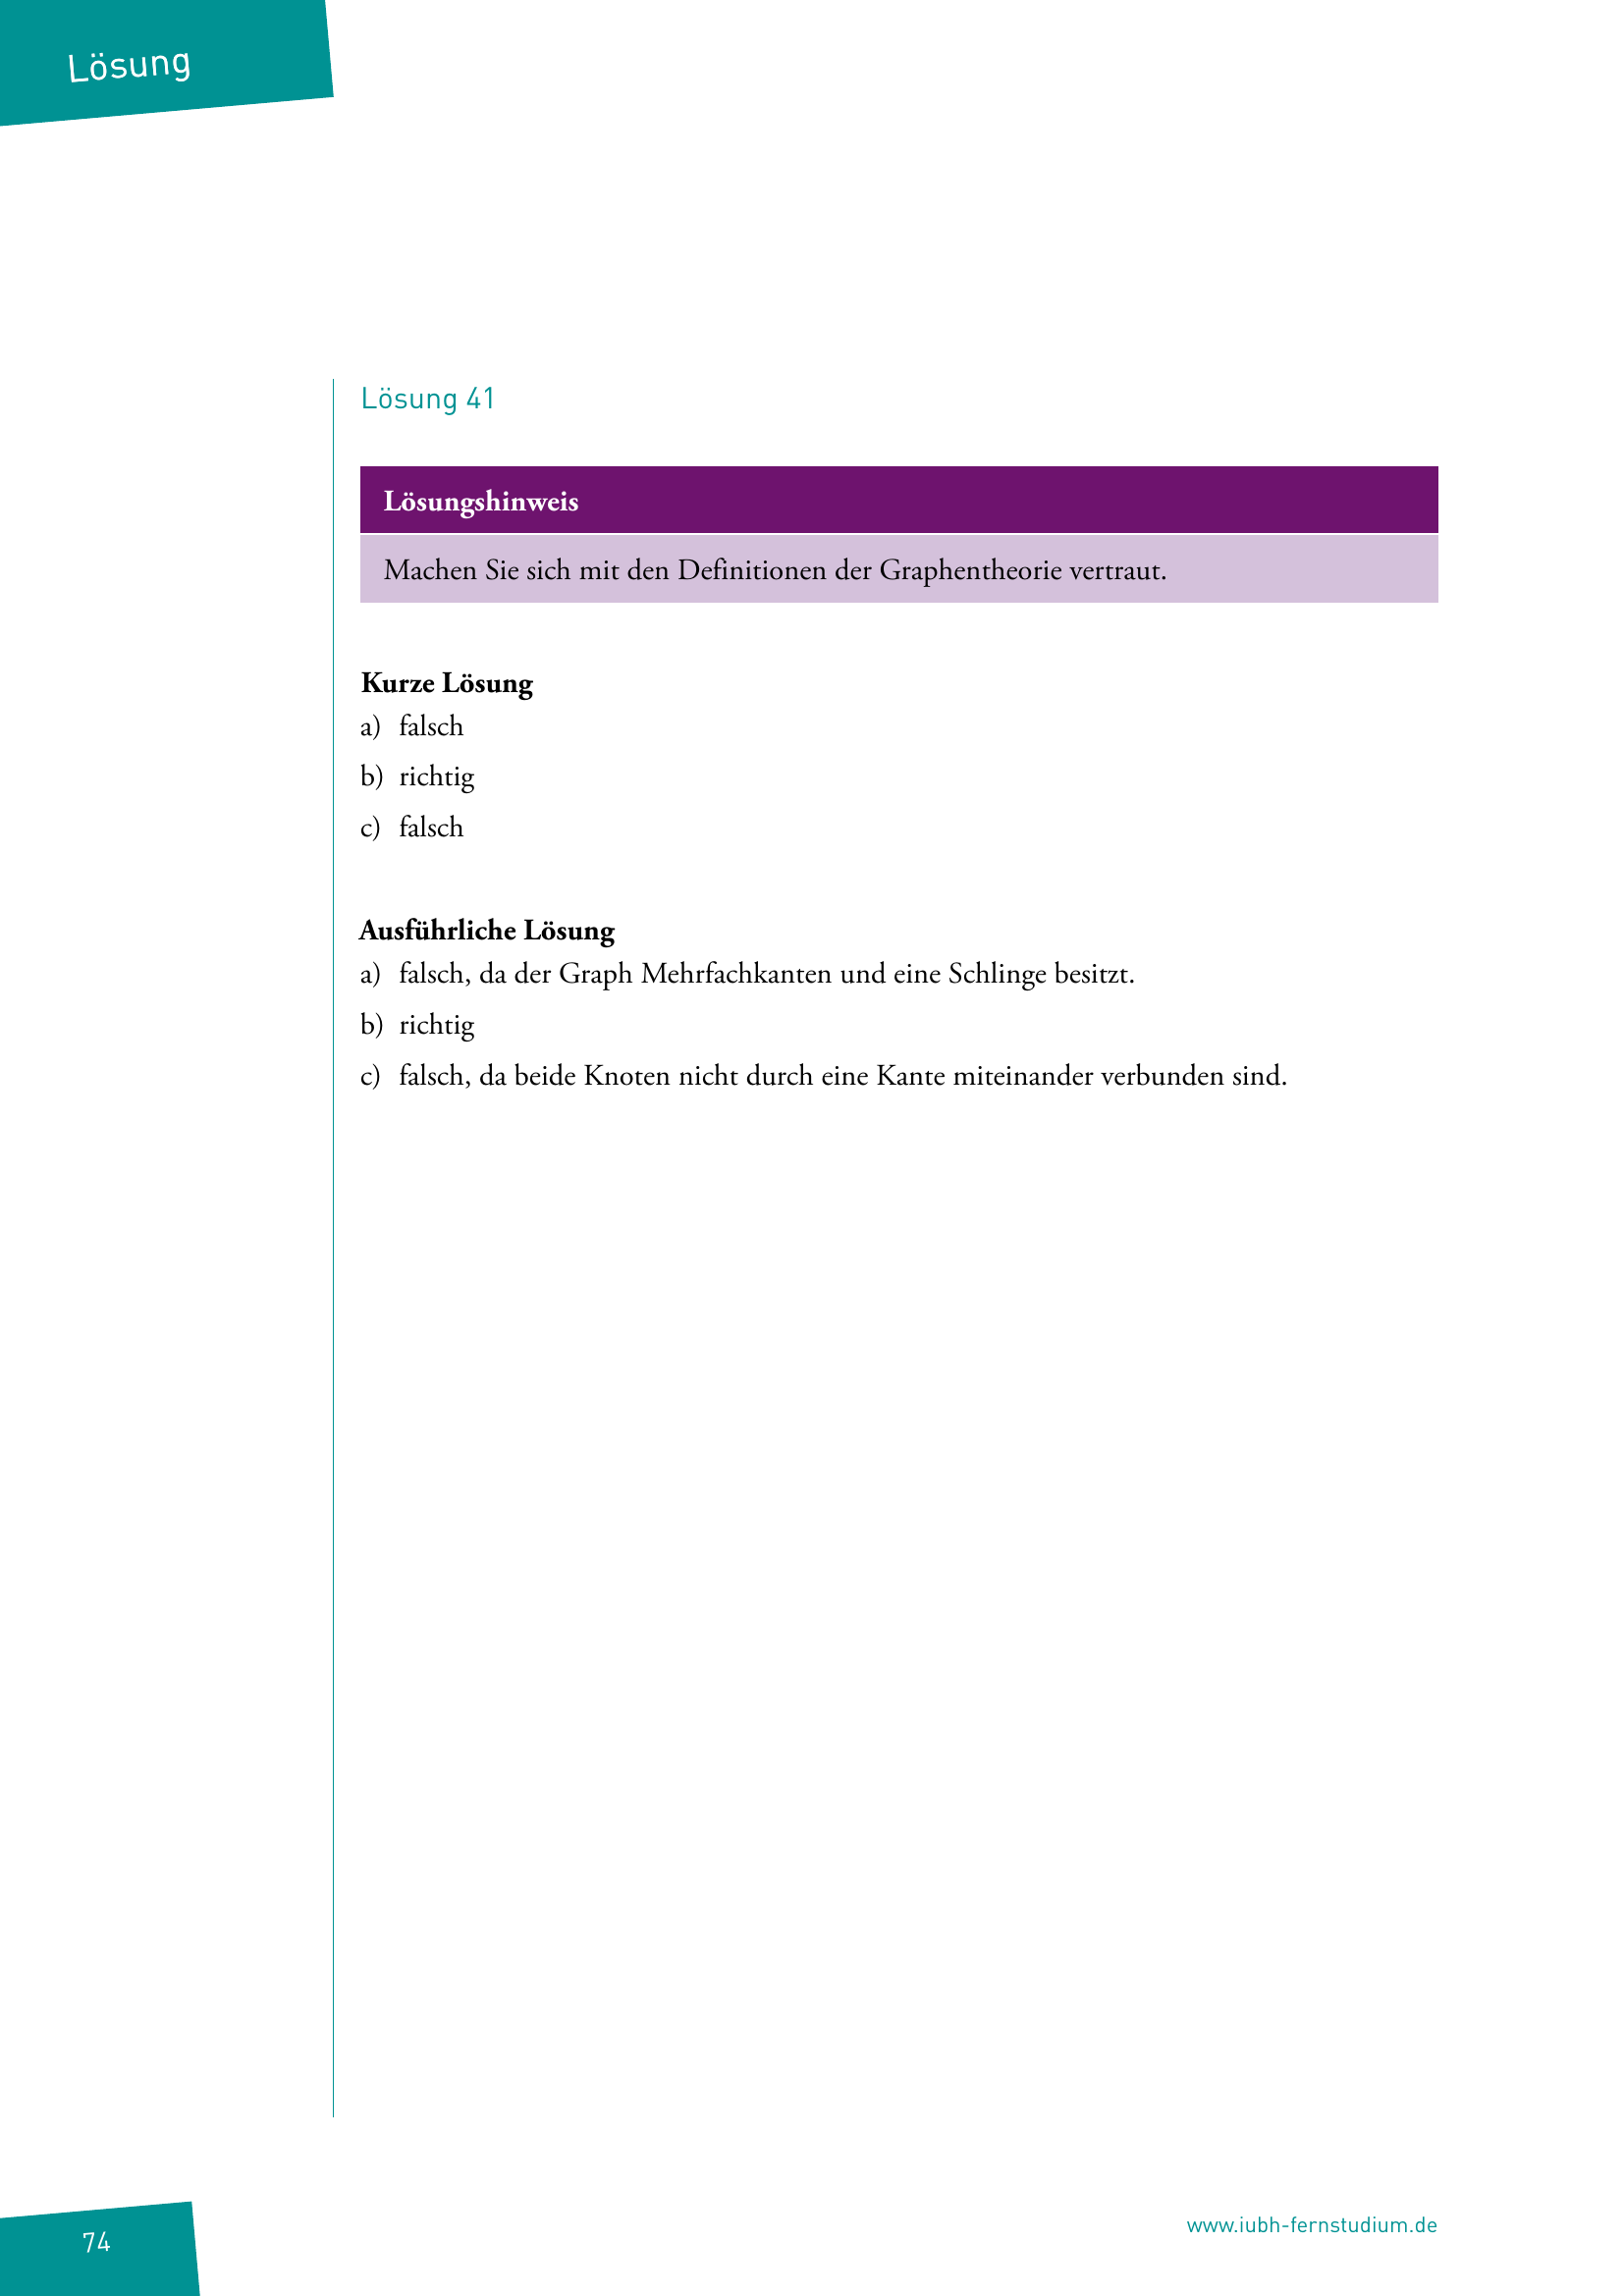 Lösung
Lösung 41
Lösungshinweis
Machen Sie sich mit den Definitionen der Graphentheorie vertraut.
Kurze Lösung
a) falsch
b) richtig
c) falsch
Ausführliche Lösung
a) falsch, da der Graph Mehrfachkanten und eine Schlinge besitzt.
b) richtig
c) falsch, da beide Knoten nicht durch eine Kante miteinander verbunden sind.
74
www.iubh-fernstudium.de